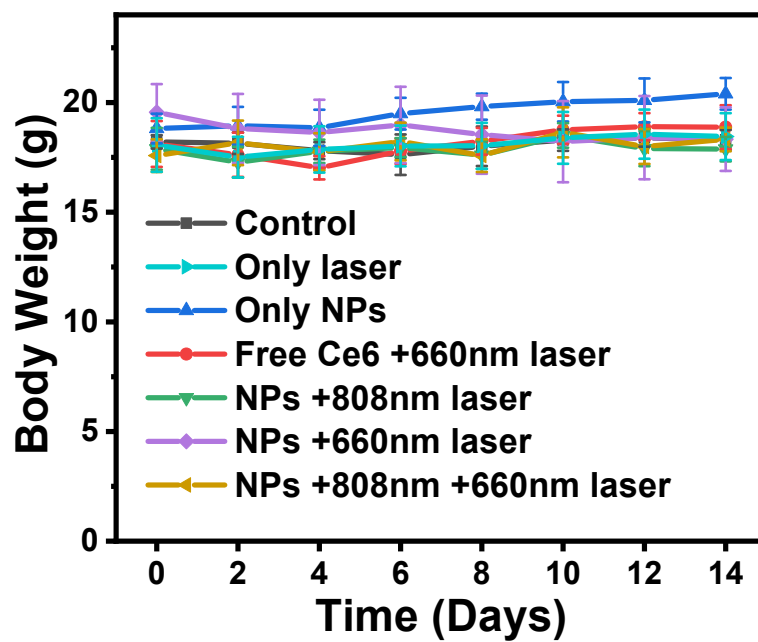 Body Weight (g)
20
15
10
5
0
Control
Only laser
Only NPs
Free Ce6 +660nm laser
NPs +808nm laser
NPs +660nm laser
NPs +808nm +660nm laser
0 2 4 6 8 10 12 14
Time (Days)